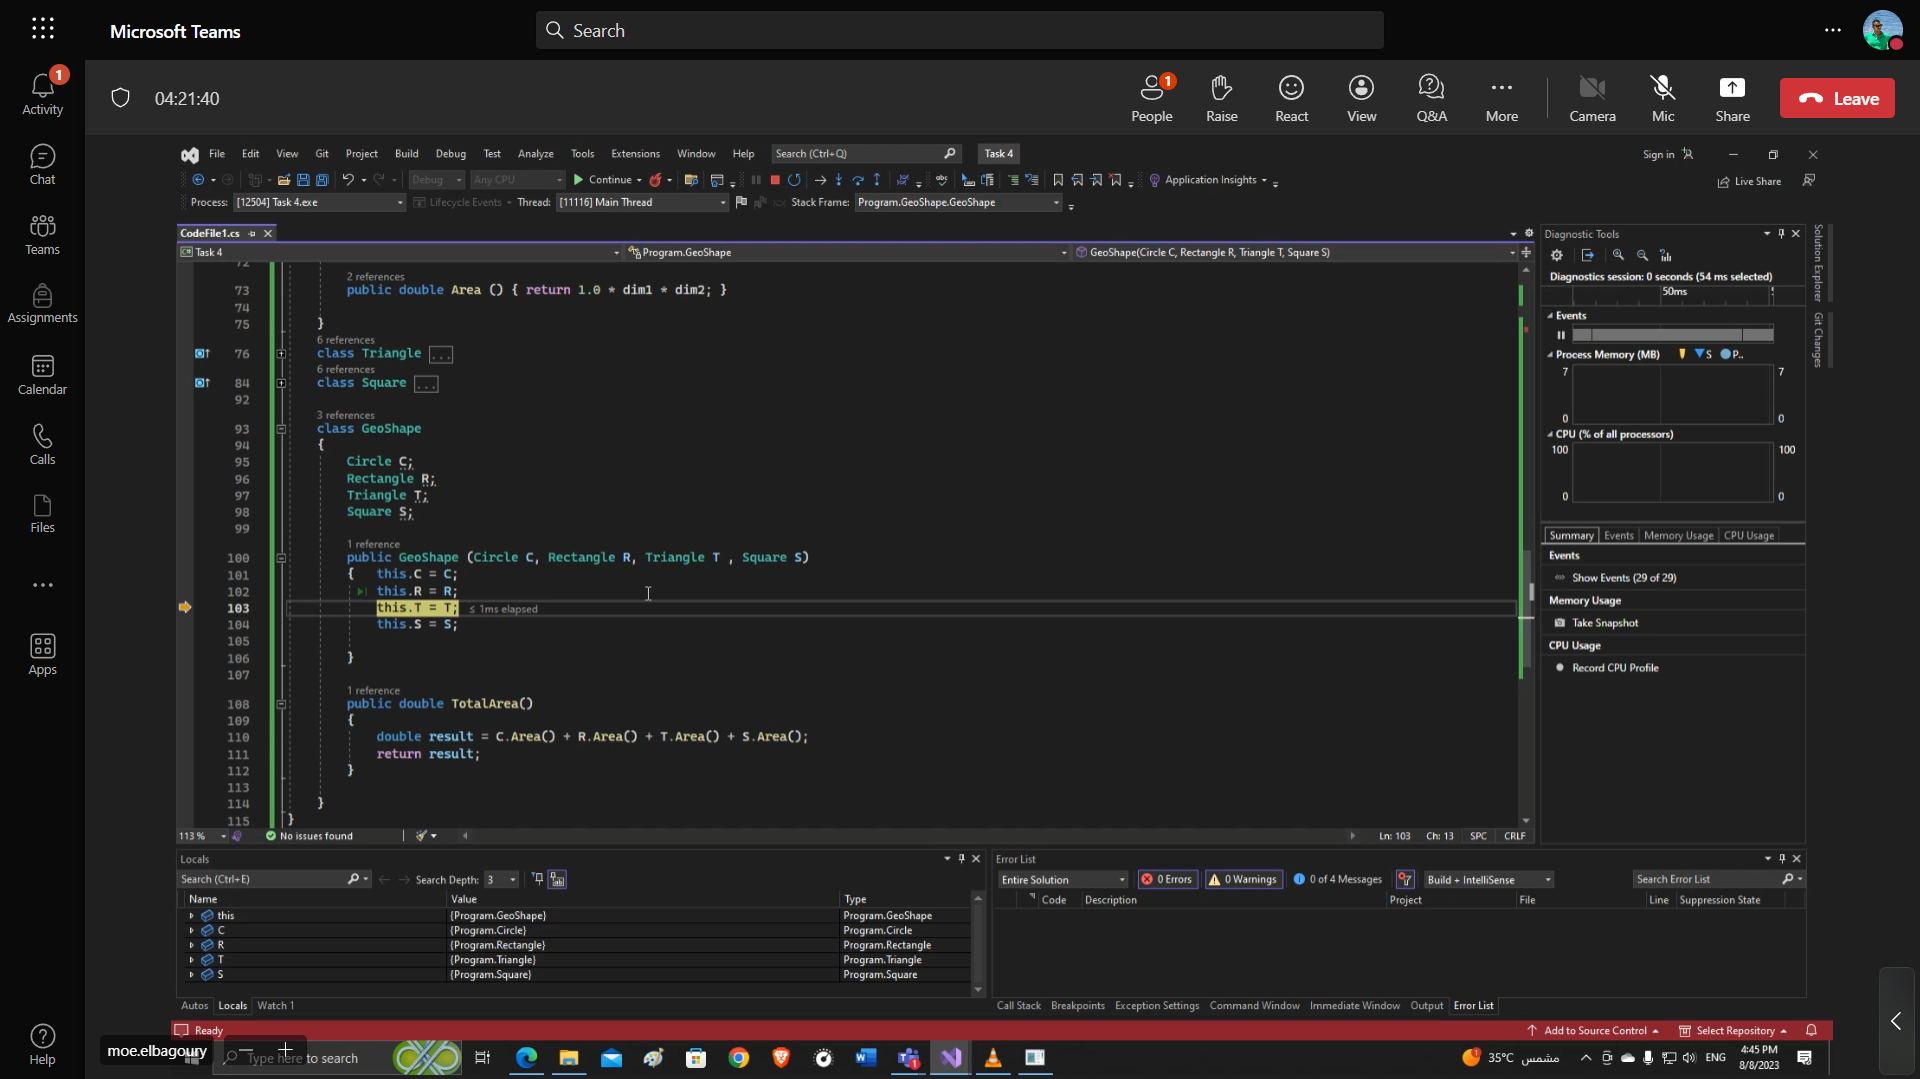 Microsoft Teams
Search
1
Activity
Chat
Teams
Assignments
Calendar
Calls
Files
Apps
Help
04:21:40
1
People
Raise
React
View
Q&A
More
Camera
Mic
Share
Leave
File Edit View Git Project Build Debug Test Analyze Tools Extensions Window Help Search (Ctrl+Q) Task 4
Sign in
Debug Any CPU Continue Application Insights
Live Share
Process: [12504] Task 4.exe Lifecycle Events Thread: [11116] Main Thread Stack Frame: Program.GeoShape.GeoShape
CodeFile1.cs
Task 4 Program.GeoShape GeoShape(Circle C, Rectangle R, Triangle T, Square S)
72
2 references
73 public double Area () { return 1.0 * dim1 * dim2; }
74
75 }
6 references
76 class Triangle ...
6 references
84 class Square ...
92
3 references
93 class GeoShape
94 {
95 Circle C;
96 Rectangle R;
97 Triangle T;
98 Square S;
99
1 reference
100 public GeoShape (Circle C, Rectangle R, Triangle T , Square S)
101 { this.C = C;
102 this.R = R;
103 this.T = T; ≤ 1ms elapsed
104 this.S = S;
105
106 }
107
1 reference
108 public double TotalArea()
109 {
110 double result = C.Area() + R.Area() + T.Area() + S.Area();
111 return result;
112 }
113
114 }
115 }
113 % No issues found Ln: 103 Ch: 13 SPC CRLF
Diagnostic Tools
Diagnostics session: 0 seconds (54 ms selected)
50ms
Events
Process Memory (MB) S P..
7 7
0 0
CPU (% of all processors)
100 100
0 0
Summary Events Memory Usage CPU Usage
Events
Show Events (29 of 29)
Memory Usage
Take Snapshot
CPU Usage
Record CPU Profile
Solution Explorer
Git Changes
Locals
Search (Ctrl+E) Search Depth: 3
Name Value Type
this {Program.GeoShape} Program.GeoShape
C {Program.Circle} Program.Circle
R {Program.Rectangle} Program.Rectangle
T {Program.Triangle} Program.Triangle
S {Program.Square} Program.Square
Autos Locals Watch 1
Error List
Entire Solution 0 Errors 0 Warnings 0 of 4 Messages Build + IntelliSense Search Error List
Code Description Project File Line Suppression State
Call Stack Breakpoints Exception Settings Command Window Immediate Window Output Error List
Ready Add to Source Control Select Repository
moe.elbagoury
Type here to search
1
35°C مشمس
ENG
4:45 PM
8/8/2023